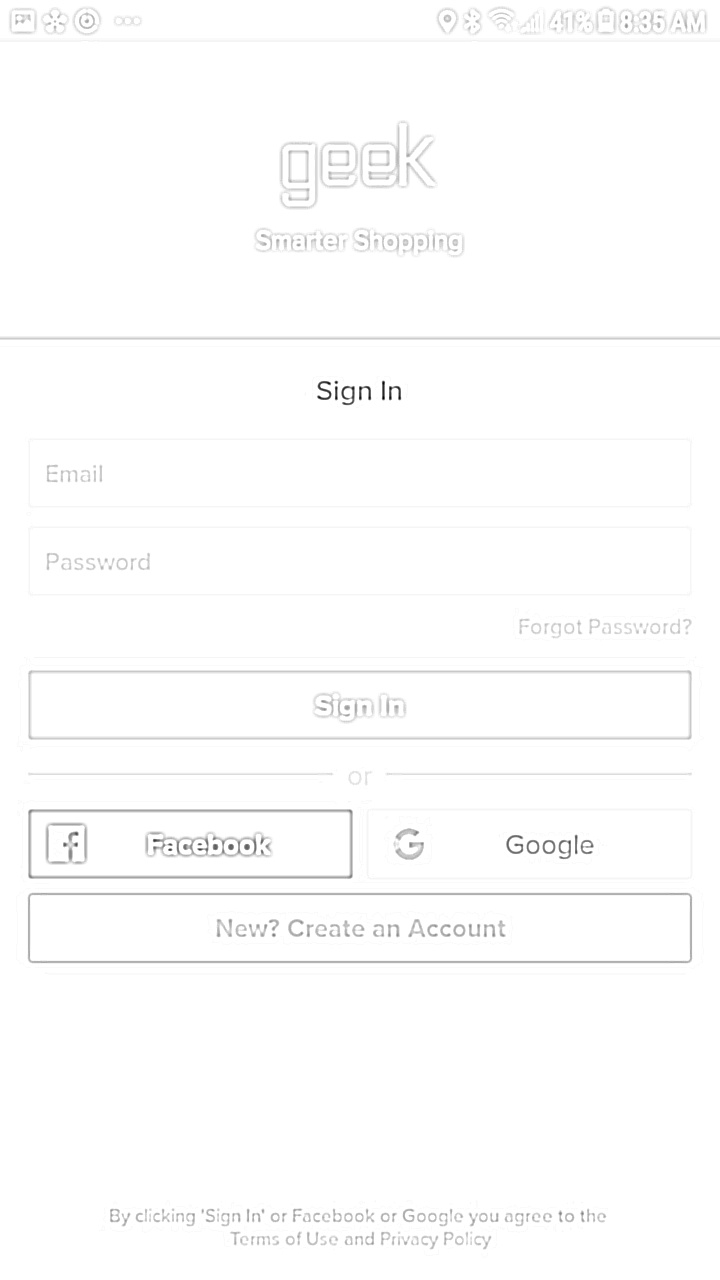 41% 8:35 AM
geek
Smarter Shopping
Sign In
Email
Password
Forgot Password?
Sign In
or
Facebook
Google
New? Create an Account
By clicking 'Sign In' or Facebook or Google you agree to the
Terms of Use and Privacy Policy